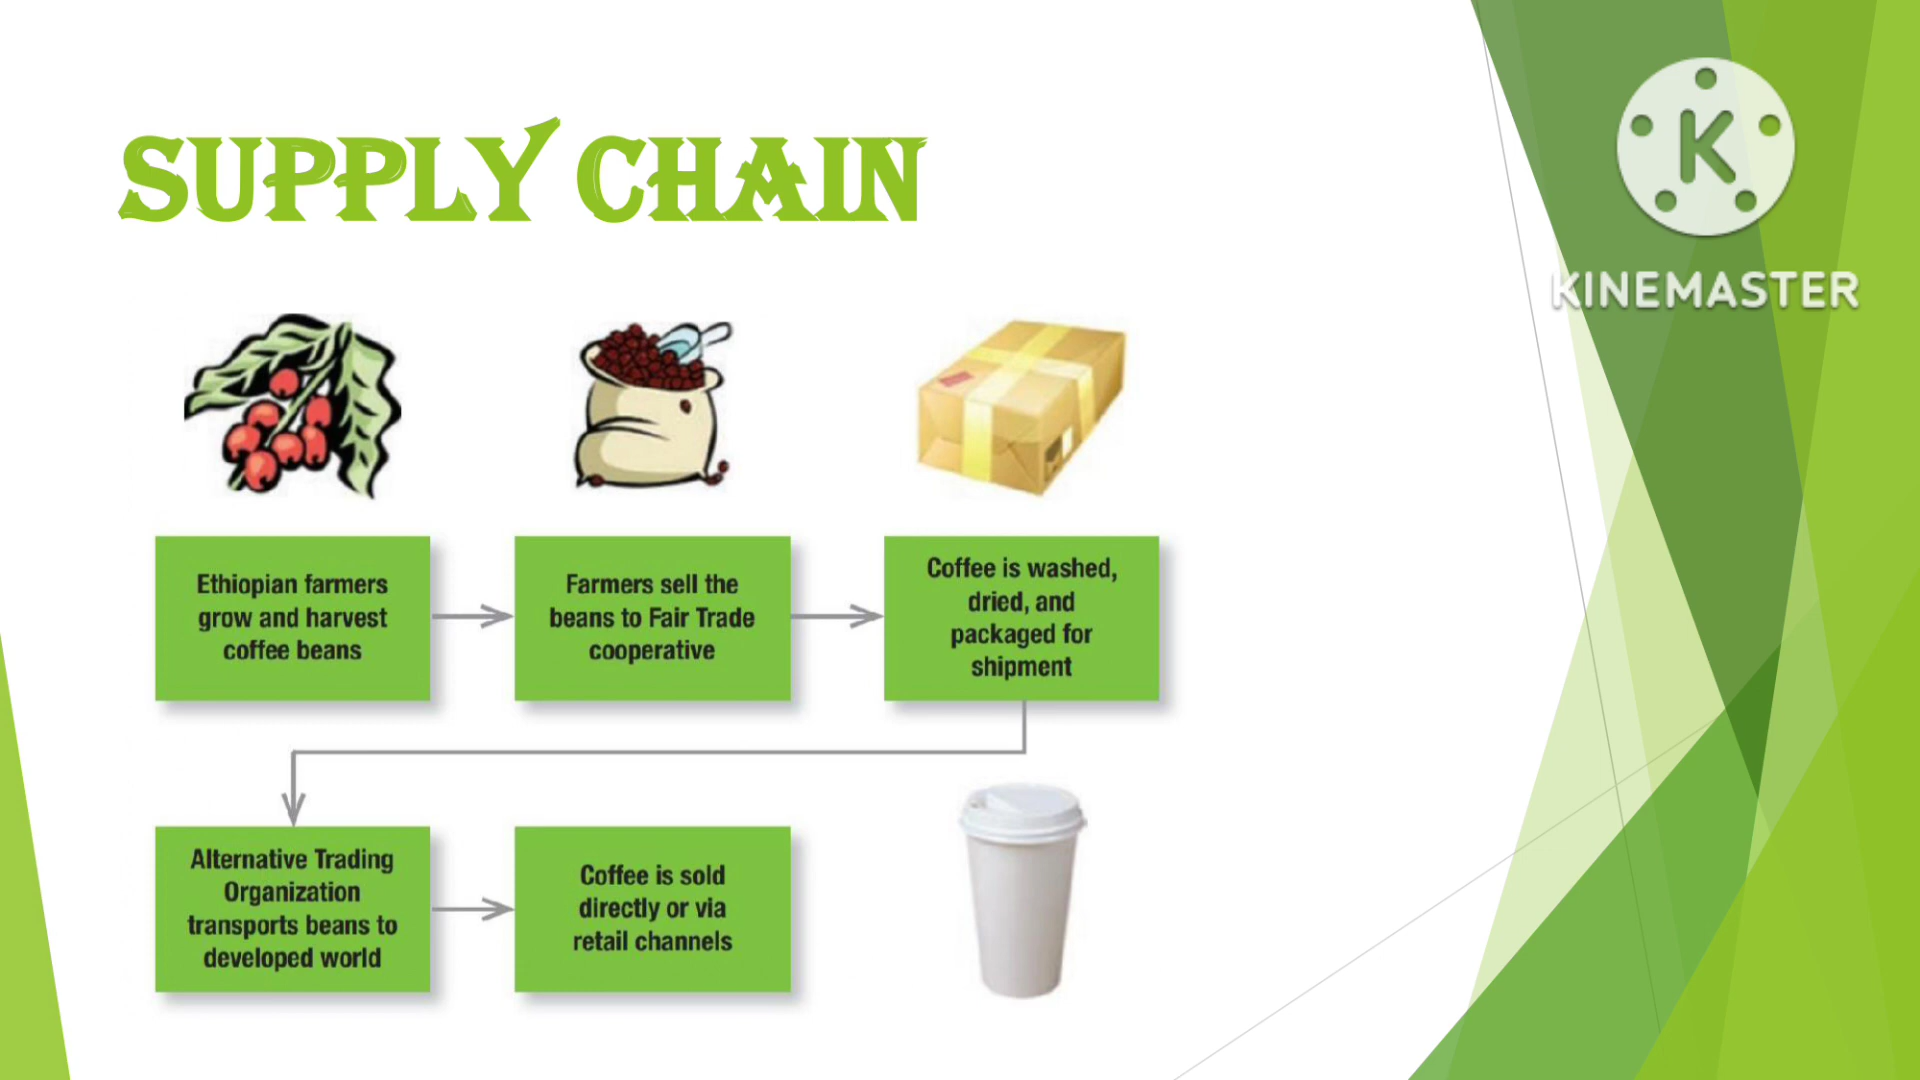 SUPPLY CHAIN
K
KINEMASTER
Ethiopian farmers
grow and harvest
coffee beans
Farmers sell the
beans to Fair Trade
cooperative
Coffee is washed,
dried, and
packaged for
shipment
Alternative Trading
Organization
transports beans to
developed world
Coffee is sold
directly or via
retail channels